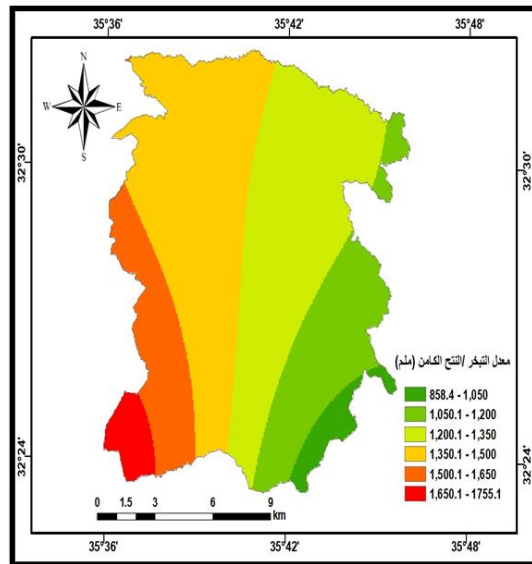 35°36' 35°42' 35°48'
N
W E
S
32°30' 32°30'
معدل التبخر /النتح الكامن (ملم)
858.4 - 1,050
1,050.1 - 1,200
1,200.1 - 1,350
1,350.1 - 1,500
1,500.1 - 1,650
1,650.1 - 1755.1
32°24' 32°24'
0 1.5 3 6 9
km
35°36' 35°42' 35°48'